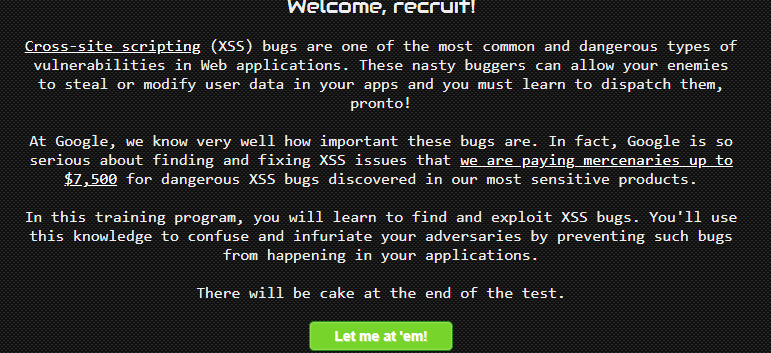 Welcome, recruit!
Cross-site scripting (XSS) bugs are one of the most common and dangerous types of
vulnerabilities in Web applications. These nasty buggers can allow your enemies
to steal or modify user data in your apps and you must learn to dispatch them,
pronto!
At Google, we know very well how important these bugs are. In fact, Google is so
serious about finding and fixing XSS issues that we are paying mercenaries up to
$7,500 for dangerous XSS bugs discovered in our most sensitive products.
In this training program, you will learn to find and exploit XSS bugs. You'll use
this knowledge to confuse and infuriate your adversaries by preventing such bugs
from happening in your applications.
There will be cake at the end of the test.
Let me at 'em!